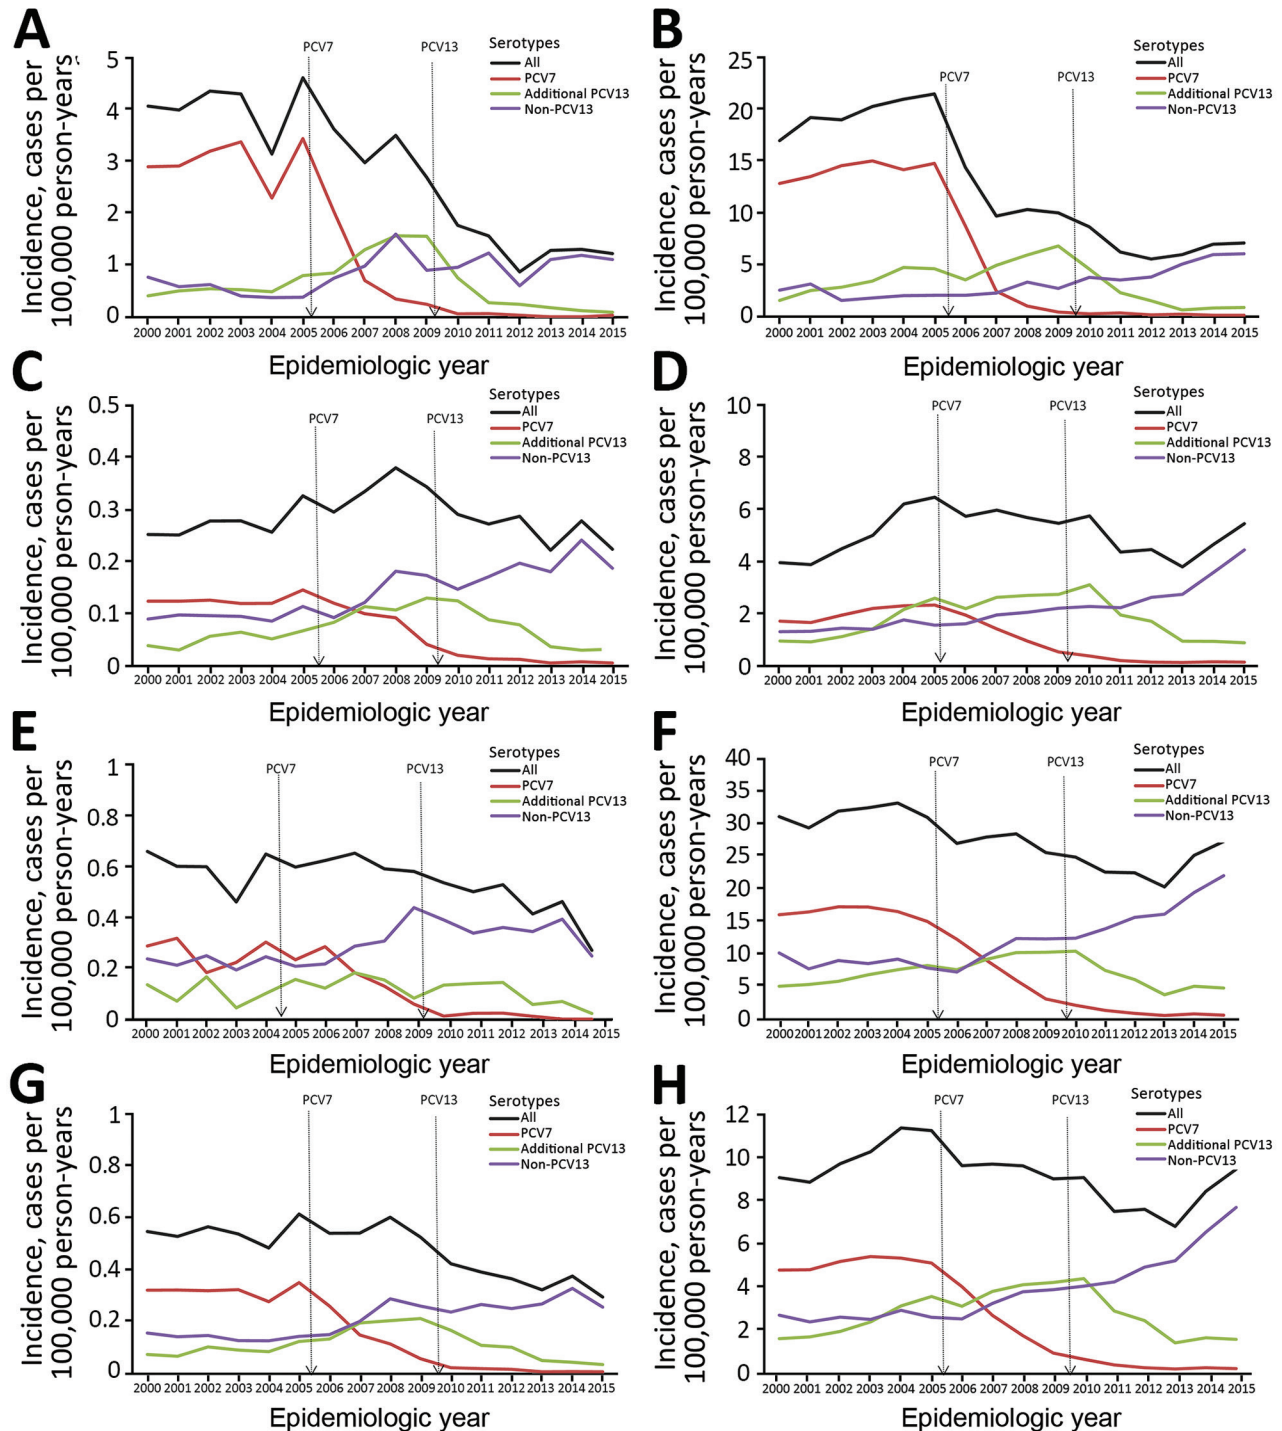 A
Incidence, cases per
100,000 person-years
PCV7
PCV13
Serotypes
All
PCV7
Additional PCV13
Non-PCV13
5
4
3
2
1
0
2000 2001 2002 2003 2004 2005 2006 2007 2008 2009 2010 2011 2012 2013 2014 2015
Epidemiologic year
B
Incidence, cases per
100,000 person-years
PCV7
PCV13
Serotypes
All
PCV7
Additional PCV13
Non-PCV13
25
20
15
10
5
0
2000 2001 2002 2003 2004 2005 2006 2007 2008 2009 2010 2011 2012 2013 2014 2015
Epidemiologic year
C
Incidence, cases per
100,000 person-years
PCV7
PCV13
Serotypes
All
PCV7
Additional PCV13
Non-PCV13
0.5
0.4
0.3
0.2
0.1
0
2000 2001 2002 2003 2004 2005 2006 2007 2008 2009 2010 2011 2012 2013 2014 2015
Epidemiologic year
D
Incidence, cases per
100,000 person-years
PCV7
PCV13
Serotypes
All
PCV7
Additional PCV13
Non-PCV13
10
8
6
4
2
0
2000 2001 2002 2003 2004 2005 2006 2007 2008 2009 2010 2011 2012 2013 2014 2015
Epidemiologic year
E
Incidence, cases per
100,000 person-years
PCV7
PCV13
Serotypes
All
PCV7
Additional PCV13
Non-PCV13
1
0.8
0.6
0.4
0.2
0
2000 2001 2002 2003 2004 2005 2006 2007 2008 2009 2010 2011 2012 2013 2014 2015
Epidemiologic year
F
Incidence, cases per
100,000 person-years
PCV7
PCV13
Serotypes
All
PCV7
Additional PCV13
Non-PCV13
40
35
30
25
20
15
10
5
0
2000 2001 2002 2003 2004 2005 2006 2007 2008 2009 2010 2011 2012 2013 2014 2015
Epidemiologic year
G
Incidence, cases per
100,000 person-years
PCV7
PCV13
Serotypes
All
PCV7
Additional PCV13
Non-PCV13
1
0.8
0.6
0.4
0.2
0
2000 2001 2002 2003 2004 2005 2006 2007 2008 2009 2010 2011 2012 2013 2014 2015
Epidemiologic year
H
Incidence, cases per
100,000 person-years
PCV7
PCV13
Serotypes
All
PCV7
Additional PCV13
Non-PCV13
12
10
8
6
4
2
0
2000 2001 2002 2003 2004 2005 2006 2007 2008 2009 2010 2011 2012 2013 2014 2015
Epidemiologic year